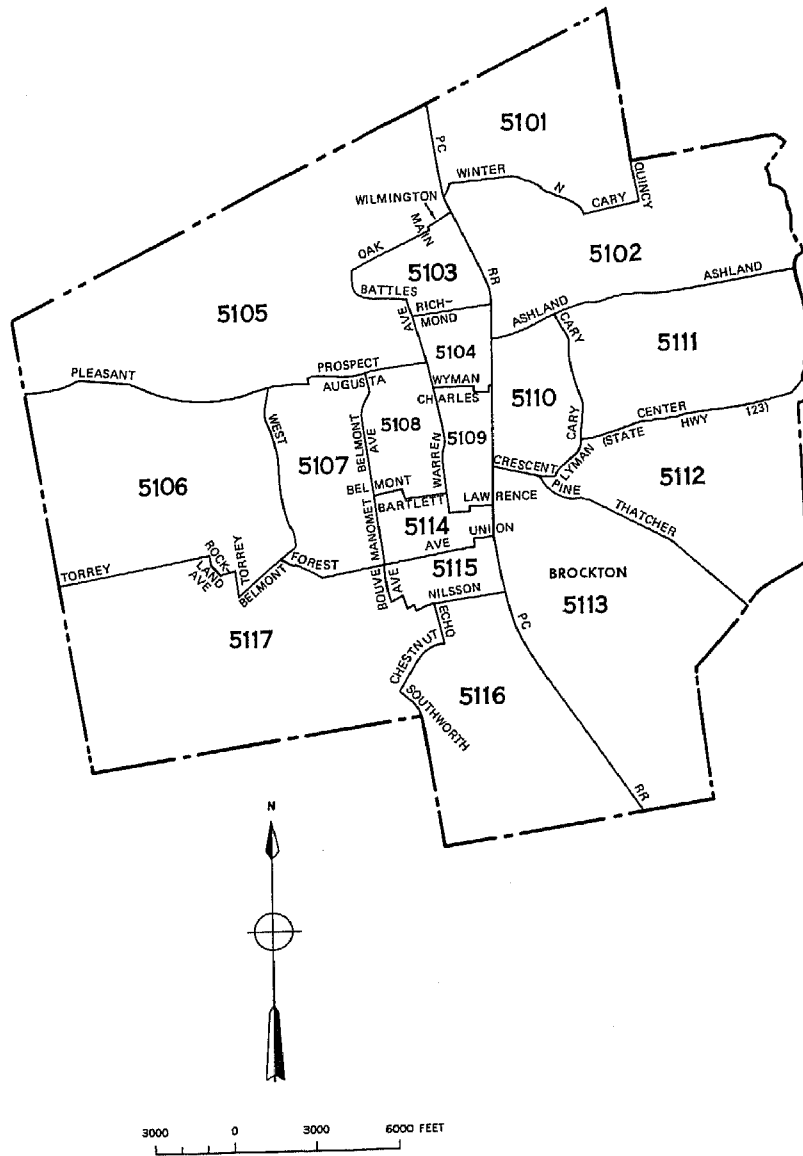 5101
PC
WINTER
N
CARY
QUINCY
WILMINGTON
MAIN
OAK
5103
5102
RR
BATTLES
AVE
RICH-
MOND
ASHLAND
ASHLAND
CARY
5105
5104
5111
PLEASANT
PROSPECT
AUGUSTA
WYMAN
CHARLES
5110
5108
5109
WEST
BELMONT
AVE
WARREN
CARY
CENTER
(STATE HWY 123)
5107
CRESCENT
LYMAN
PINE
5112
5106
BELMONT
BARTLETT
LAWRENCE
THATCHER
MANOMET
5114
AVE
UNION
TORREY
ROCK-
LAND
AVE
TORREY
BELMONT
FOREST
BOUVE
AVE
5115
NILSSON
BROCKTON
5113
5117
ECHO
PC
CHESTNUT
SOUTHWORTH
5116
RR
N
3000 0 3000 6000 FEET